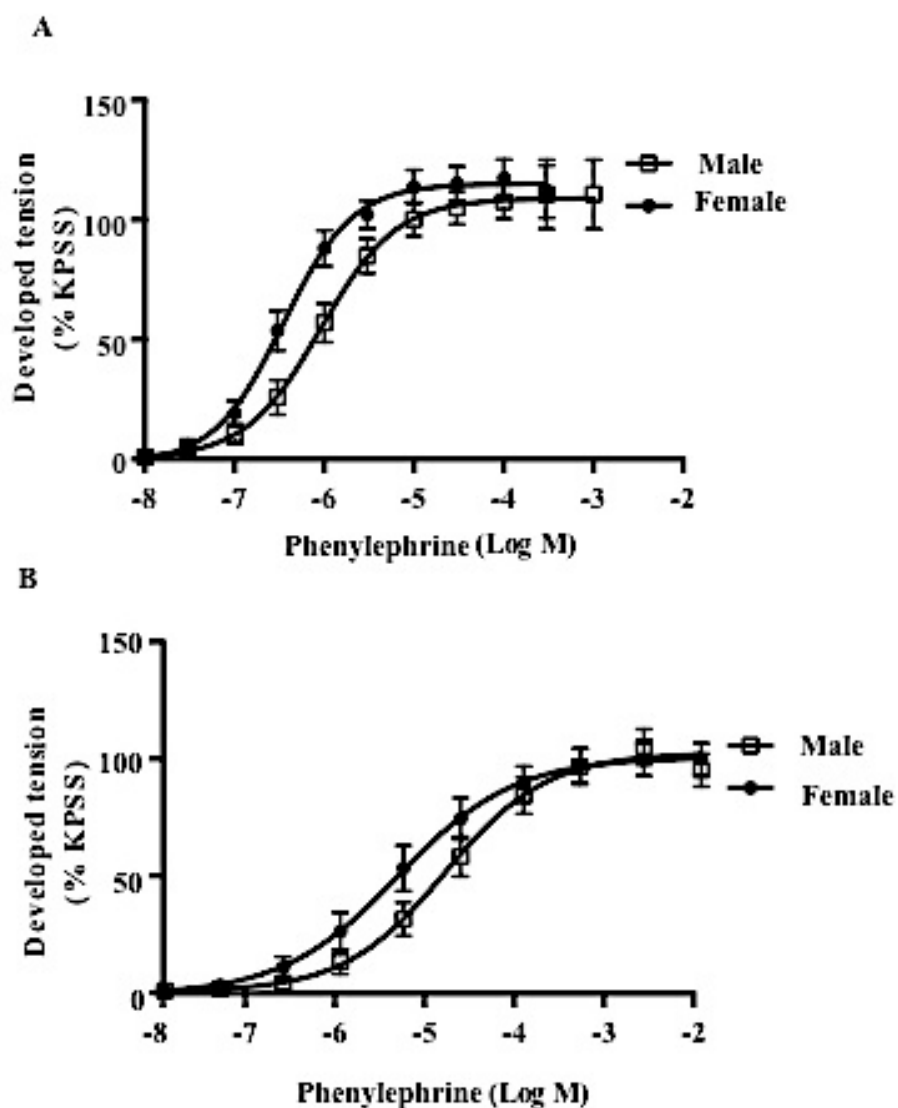 A
150
100
50
0
Developed tension
(% KPSS)
Male
Female
-8 -7 -6 -5 -4 -3 -2
Phenylephrine (Log M)
B
150
100
50
0
Developed tension
(% KPSS)
Male
Female
-8 -7 -6 -5 -4 -3 -2
Phenylephrine (Log M)